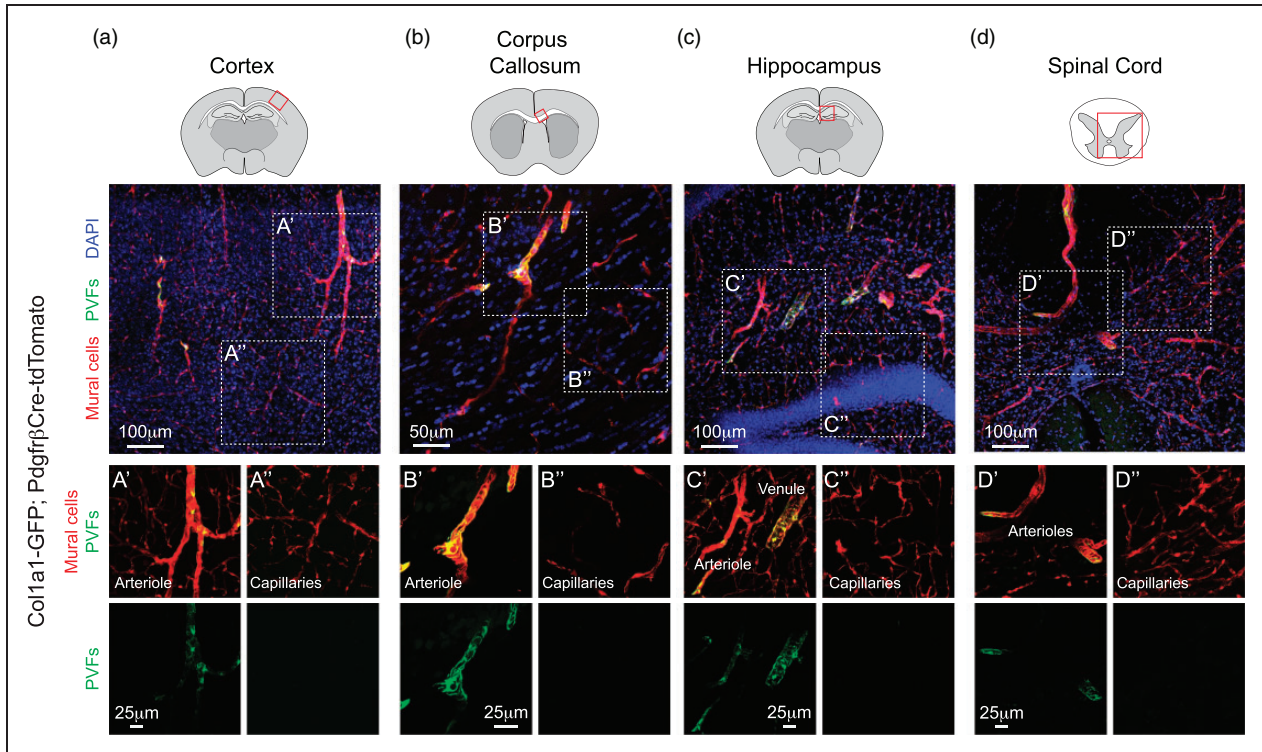 (a)
Cortex
(b)
Corpus
Callosum
(c)
Hippocampus
(d)
Spinal Cord
Col1a1-GFP; PdgfrβCre-tdTomato
Mural cells PVFs DAPI
A'
A''
100μm
B'
B''
50μm
C'
C''
100μm
D'
D''
100μm
Mural cells
PVFs
A'
Arteriole
A''
Capillaries
B'
Arteriole
B''
C'
Venule
Arteriole
C''
Capillaries
D'
Arterioles
D''
Capillaries
PVFs
25μm
25μm
25μm
25μm